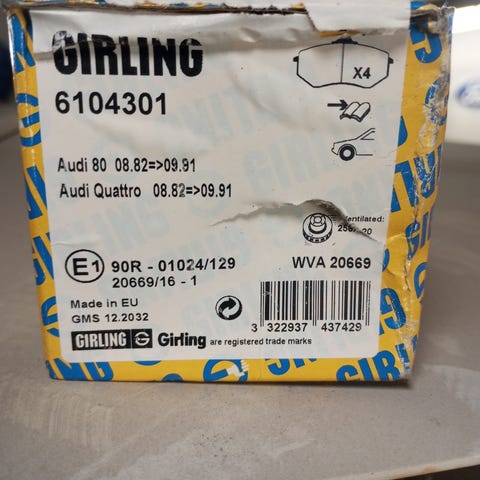 GIRLING
X4
6104301
Audi 80 08.82=>09.91
Audi Quattro 08.82=>09.91
E1
90R - 01024/129
20669/16 - 1
WVA 20669
Made in EU
GMS 12.2032
3 322937 437429
GIRLING Girling are registered trade marks